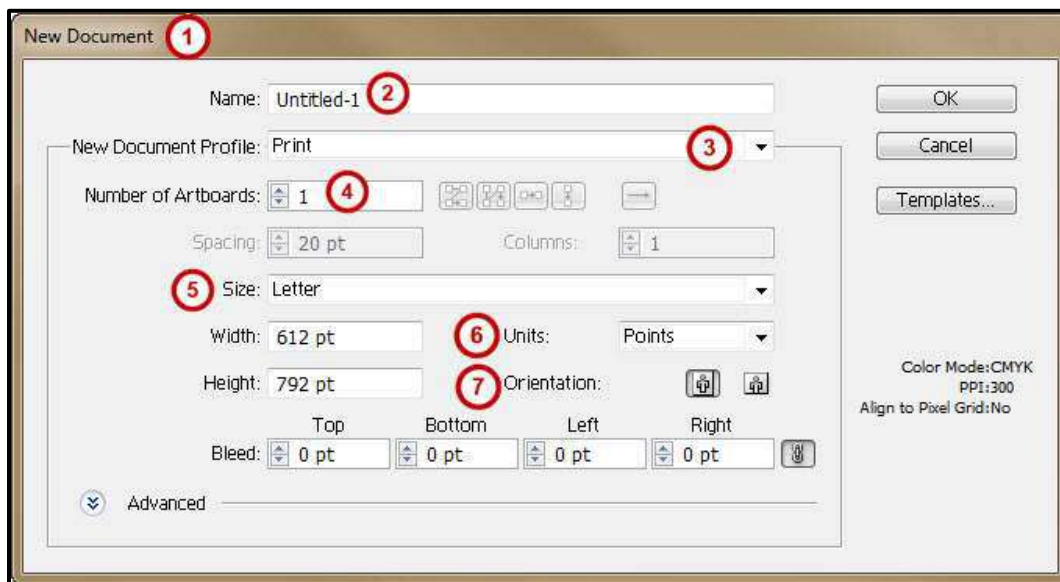 New Document 1
Name: Untitled-1 2 OK
New Document Profile: Print 3 Cancel
Number of Artboards: 1 4 Templates...
Spacing: 20 pt Columns: 1
5 Size: Letter
Width: 612 pt 6 Units: Points
Height: 792 pt 7 Orientation: Color Mode:CMYK
PPI:300
Align to Pixel Grid:No
Top Bottom Left Right
Bleed: 0 pt 0 pt 0 pt 0 pt
Advanced